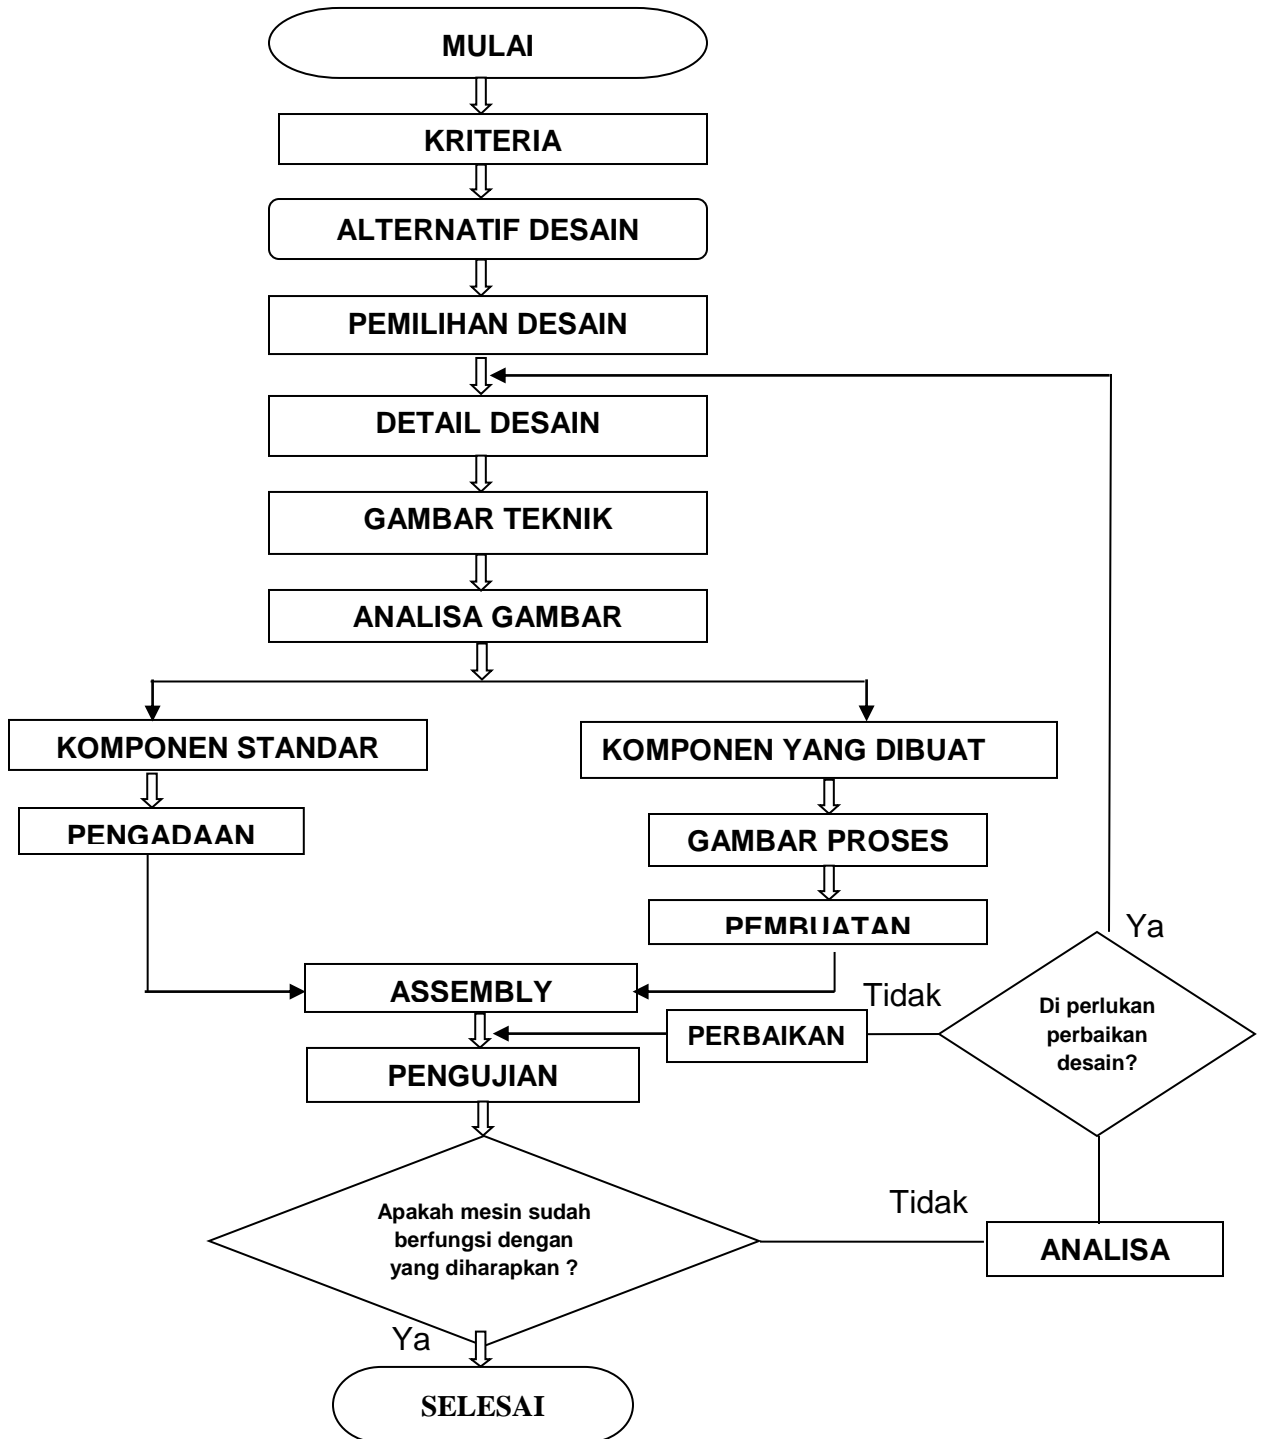 MULAI
KRITERIA
ALTERNATIF DESAIN
PEMILIHAN DESAIN
DETAIL DESAIN
GAMBAR TEKNIK
ANALISA GAMBAR
KOMPONEN STANDAR
KOMPONEN YANG DIBUAT
PENGADAAN
GAMBAR PROSES
PEMBUATAN
Ya
ASSEMBLY
Tidak
PERBAIKAN
Di perlukan
perbaikan
desain?
PENGUJIAN
Apakah mesin sudah
berfungsi dengan
yang diharapkan ?
Tidak
ANALISA
Ya
SELESAI